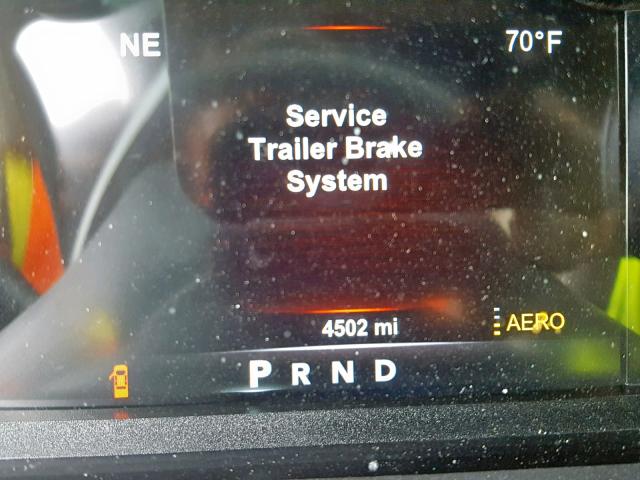 NE 70°F
Service
Trailer Brake
System
4502 mi AERO
P R N D